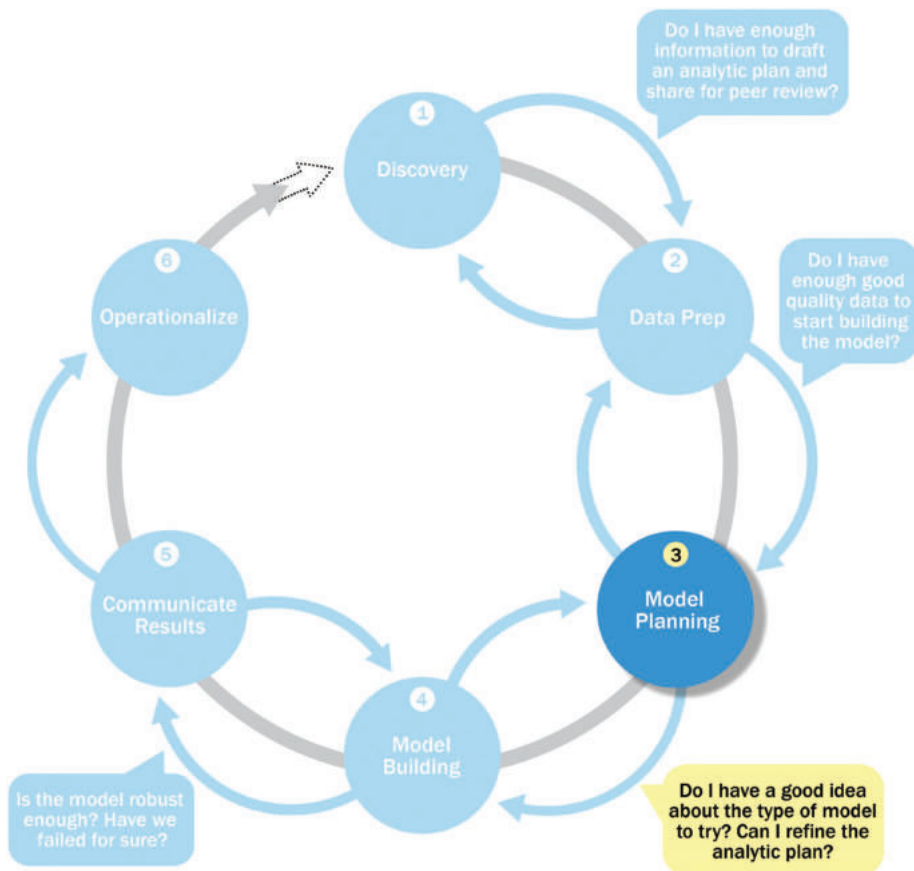 Do I have enough
information to draft
an analytic plan and
share for peer review?
1
Discovery
2
Data Prep
Do I have
enough good
quality data to
start building
the model?
6
Operationalize
3
Model
Planning
5
Communicate
Results
4
Model
Building
Do I have a good idea
about the type of model
to try? Can I refine the
analytic plan?
Is the model robust
enough? Have we
failed for sure?